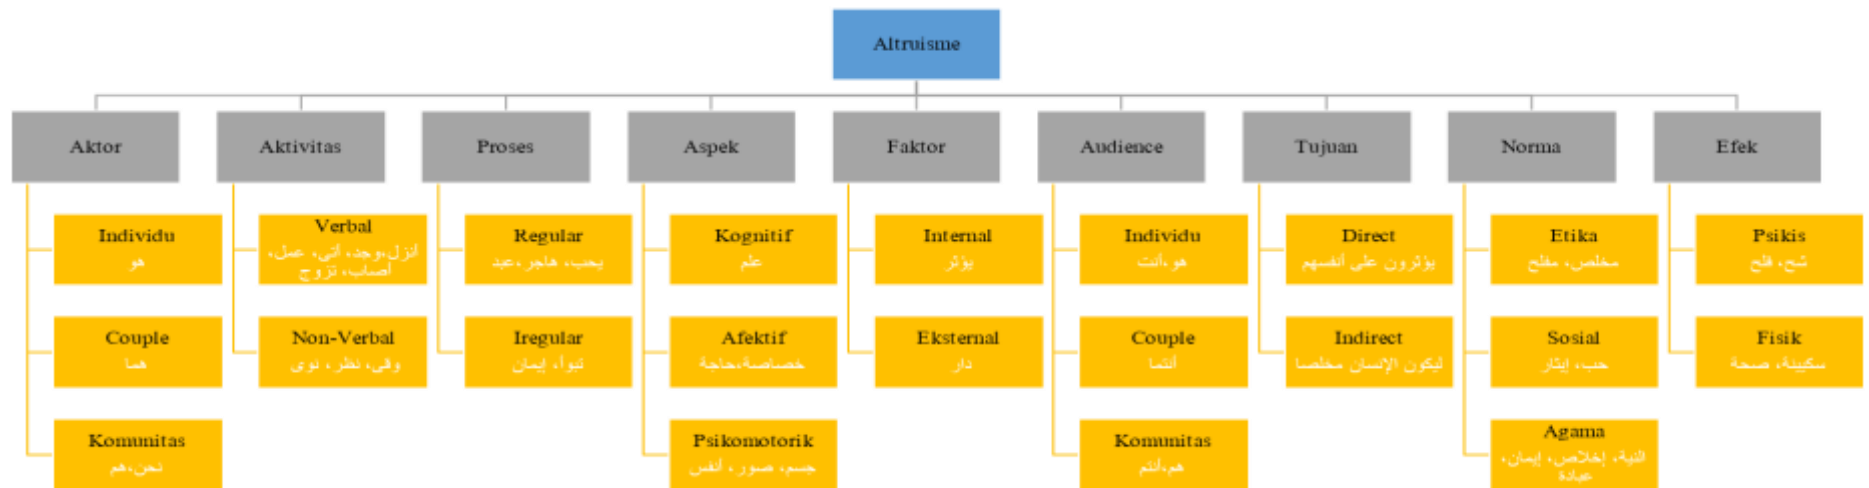 Altruisme
Aktor
Individu
هو
Couple
هما
Komunitas
نحن،هم
Aktivitas
Verbal
أنزل،وجد، أتى، عمل،
أصاب، تزوج
Non-Verbal
وقى، نظر، نوى
Proses
Regular
يحب، هاجر،عبد
Iregular
تبوأ، إيمان
Aspek
Kognitif
علم
Afektif
خصاصة،حاجة
Psikomotorik
جسم، صور، أنفس
Faktor
Internal
يؤثر
Eksternal
دار
Audience
Individu
هو،أنت
Couple
أنتما
Komunitas
هم،أنتم
Tujuan
Direct
يؤثرون على أنفسهم
Indirect
ليكون الإنسان مخلصا
Norma
Etika
مخلص، مفلح
Sosial
حب، إيثار
Agama
النية، إخلاص، إيمان،
عبادة
Efek
Psikis
شح، فلح
Fisik
سكيينة، صحة